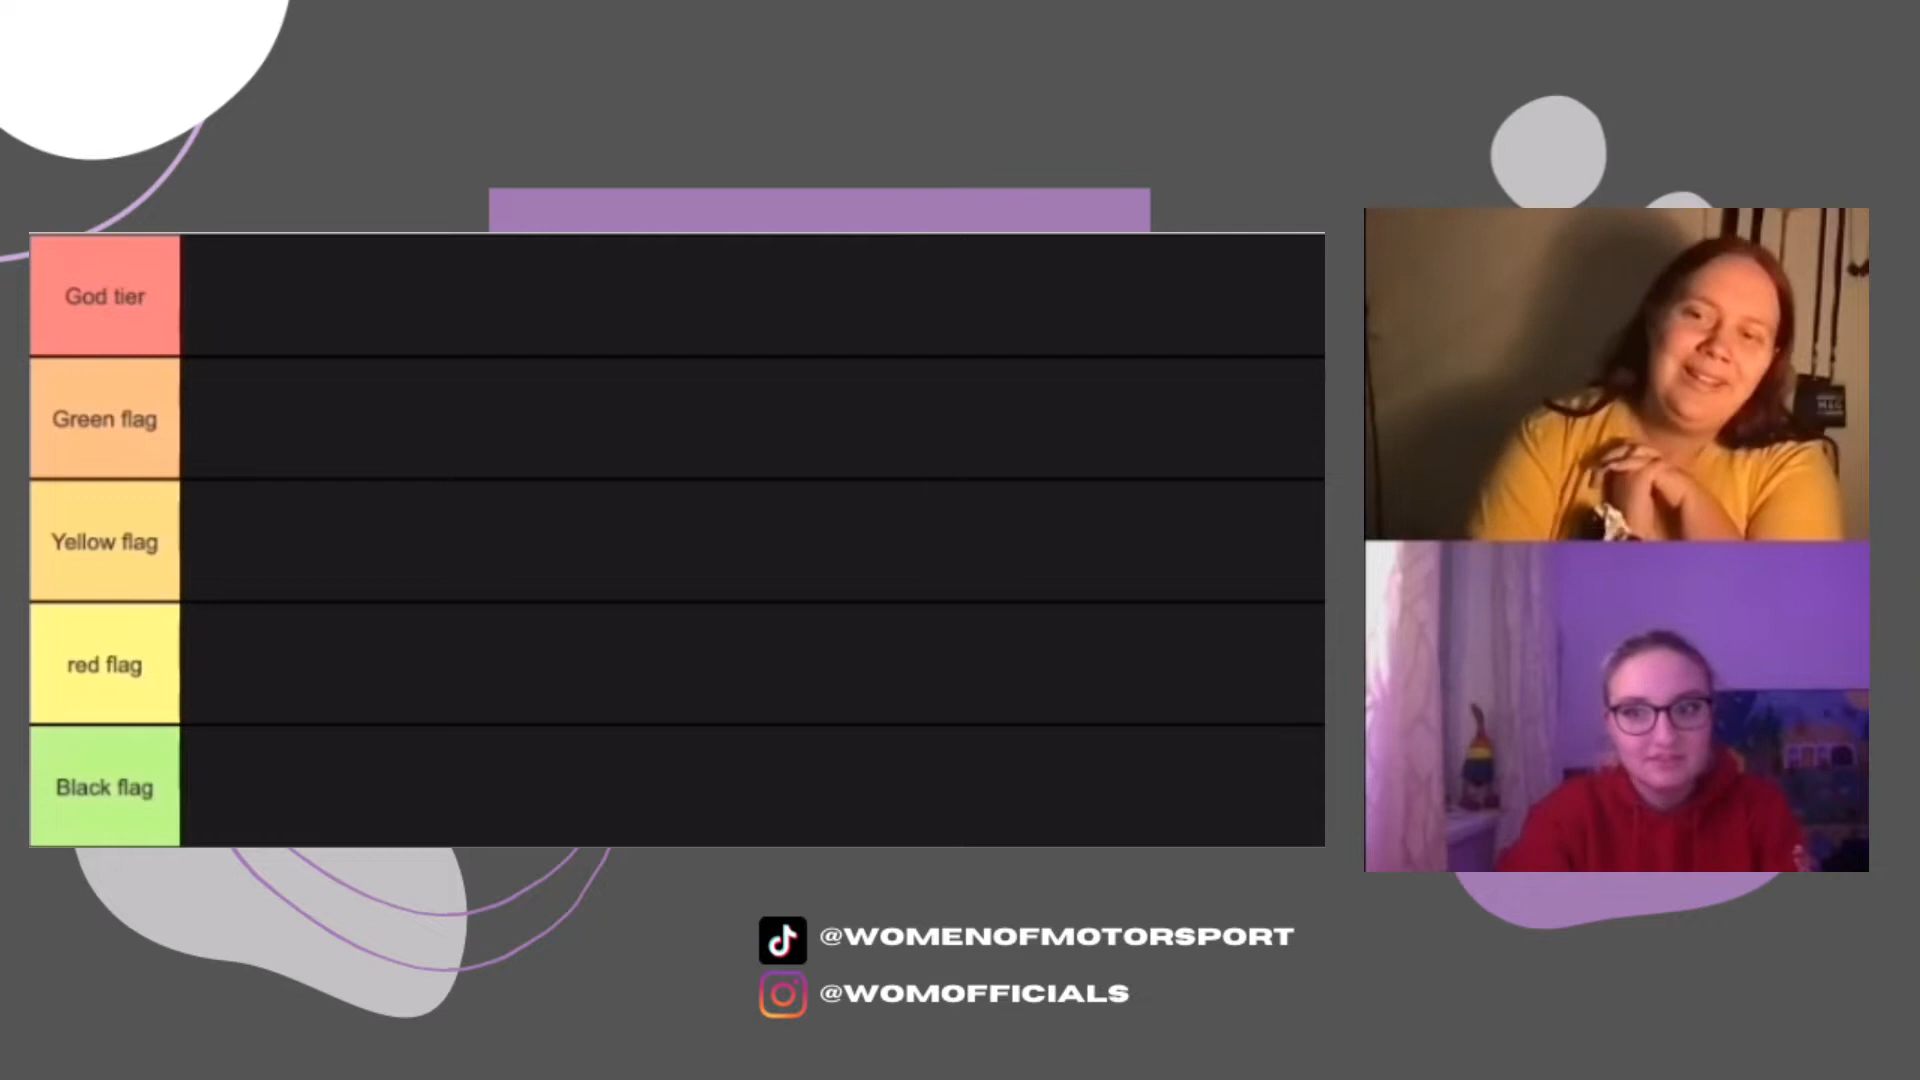 God tier
Green flag
Yellow flag
red flag
Black flag
@WOMENOFMOTORSPORT
@WOMOFFICIALS